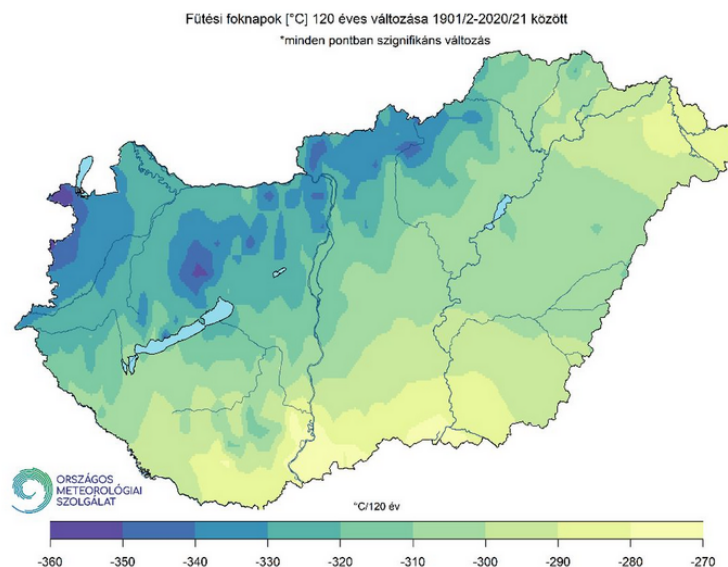 Fűtési foknapok [°C] 120 éves változása 1901/2-2020/21 között
*minden pontban szignifikáns változás
ORSZÁGOS
METEOROLÓGIAI
SZOLGÁLAT
°C/120 év
-360 -350 -340 -330 -320 -310 -300 -290 -280 -270